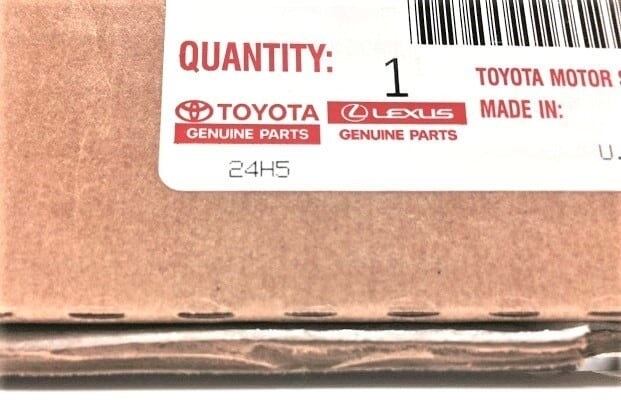 QUANTITY: 1
TOYOTA MOTOR
MADE IN:
TOYOTA
GENUINE PARTS
LEXUS
GENUINE PARTS
24H5
U.